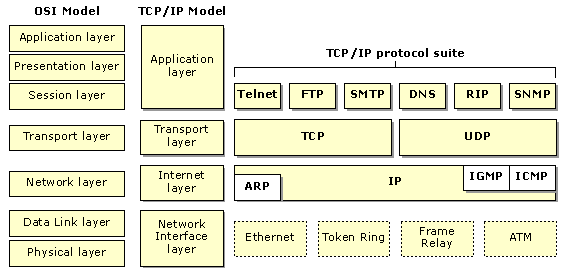 OSI Model
TCP/IP Model
Application layer
Presentation layer
Session layer
Transport layer
Network layer
Data Link layer
Physical layer
Application
layer
Transport
layer
Internet
layer
Network
Interface
layer
TCP/IP protocol suite
Telnet
FTP
SMTP
DNS
RIP
SNMP
TCP
UDP
ARP
IP
IGMP
ICMP
Ethernet
Token Ring
Frame
Relay
ATM